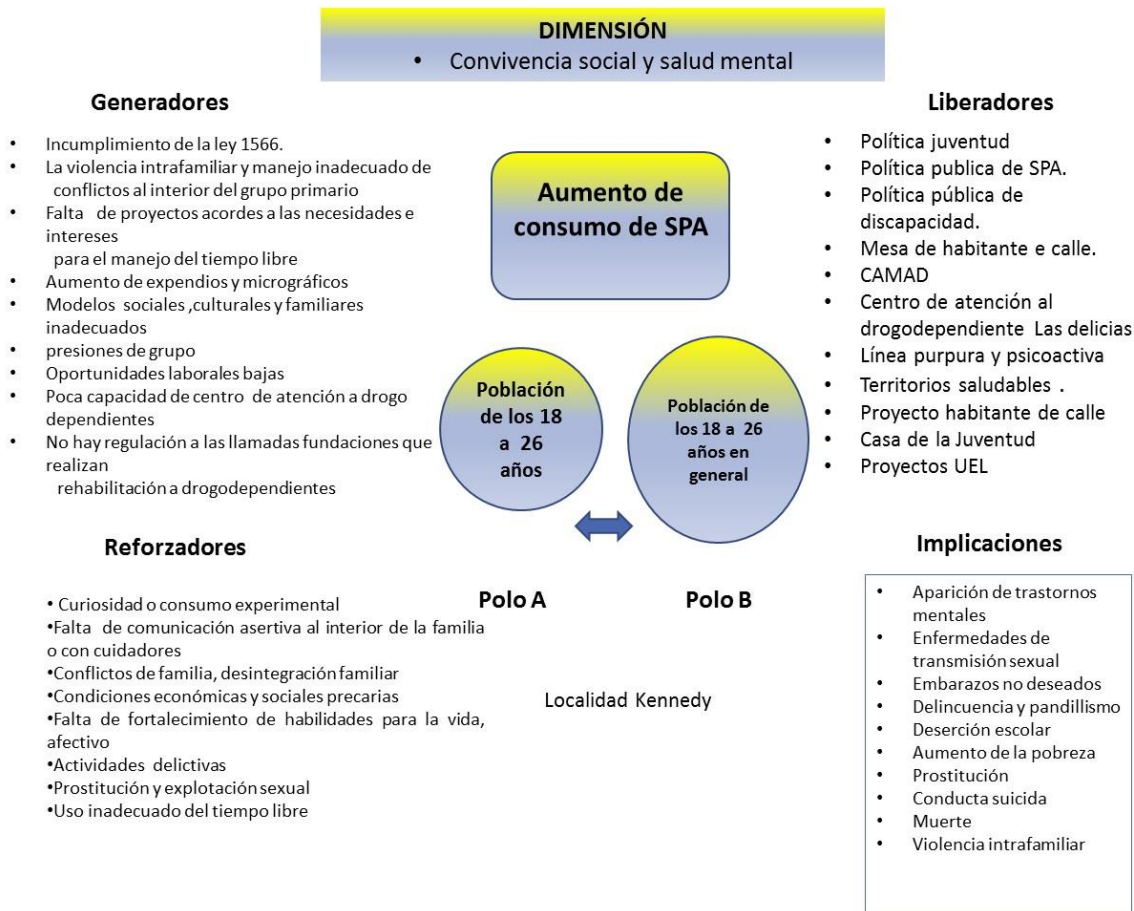 DIMENSIÓN
• Convivencia social y salud mental
Generadores
• Incumplimiento de la ley 1566.
• La violencia intrafamiliar y manejo inadecuado de
conflictos al interior del grupo primario
• Falta de proyectos acordes a las necesidades e
intereses
para el manejo del tiempo libre
• Aumento de expendios y micrográficos
• Modelos sociales ,culturales y familiares
inadecuados
• presiones de grupo
• Oportunidades laborales bajas
• Poca capacidad de centro de atención a drogo
dependientes
• No hay regulación a las llamadas fundaciones que
realizan
rehabilitación a drogodependientes
Aumento de
consumo de SPA
Liberadores
• Política juventud
• Política publica de SPA.
• Política pública de
discapacidad.
• Mesa de habitante e calle.
• CAMAD
• Centro de atención al
drogodependiente Las delicias
• Línea purpura y psicoactiva
• Territorios saludables .
• Proyecto habitante de calle
• Casa de la Juventud
• Proyectos UEL
Población
de los 18
a 26
años
Población de
los 18 a 26
años en
general
Reforzadores
• Curiosidad o consumo experimental
•Falta de comunicación asertiva al interior de la familia
o con cuidadores
•Conflictos de familia, desintegración familiar
•Condiciones económicas y sociales precarias
•Falta de fortalecimiento de habilidades para la vida,
afectivo
•Actividades delictivas
•Prostitución y explotación sexual
•Uso inadecuado del tiempo libre
Polo A
Polo B
Localidad Kennedy
Implicaciones
• Aparición de trastornos
mentales
• Enfermedades de
transmisión sexual
• Embarazos no deseados
• Delincuencia y pandillismo
• Deserción escolar
• Aumento de la pobreza
• Prostitución
• Conducta suicida
• Muerte
• Violencia intrafamiliar